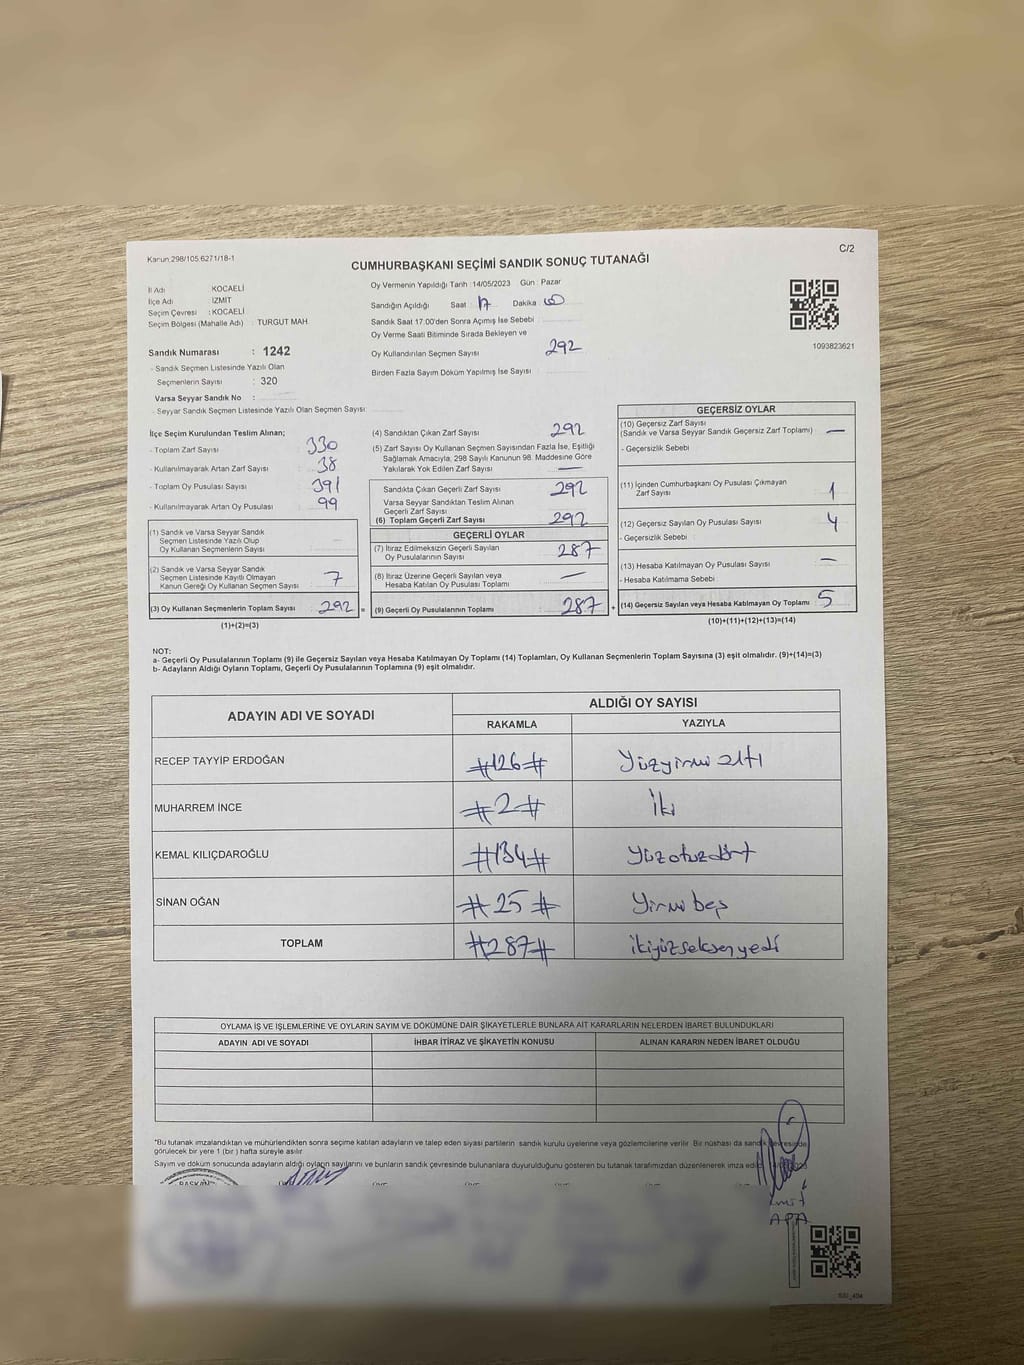 Kanun 298/105.6271/18-1
C/2
CUMHURBAŞKANI SEÇİMİ SANDIK SONUÇ TUTANAĞI
İl Adı : KOCAELİ
İlçe Adı : İZMİT
Seçim Çevresi : KOCAELİ
Seçim Bölgesi (Mahalle Adı) : TURGUT MAH.
Sandık Numarası : 1242
- Sandık Seçmen Listesinde Yazılı Olan
Seçmenlerin Sayısı : 320
Varsa Seyyar Sandık No :
- Seyyar Sandık Seçmen Listesinde Yazılı Olan Seçmen Sayısı
Oy Vermenin Yapıldığı Tarih : 14/05/2023 Gün : Pazar
Sandığın Açıldığı Saat : 17 Dakika 00
Sandık Saat 17.00'den Sonra Açımış İse Sebebi
Oy Verme Saati Bitiminde Sırada Bekleyen ve
Oy Kullandırılan Seçmen Sayısı 292
Birden Fazla Sayım Döküm Yapılmış İse Sayısı
1093823621
İlçe Seçim Kurulundan Teslim Alınan;
- Toplam Zarf Sayısı : 330
- Kullanılmayarak Artan Zarf Sayısı : 38
- Toplam Oy Pusulası Sayısı : 391
- Kullanılmayarak Artan Oy Pusulası : 99
(1) Sandık ve Varsa Seyyar Sandık
Seçmen Listesinde Yazılı Olup
Oy Kullanan Seçmenlerin Sayısı
(2) Sandık ve Varsa Seyyar Sandık
Seçmen Listesinde Kayıtlı Olmayan
Kanun Gereği Oy Kullanan Seçmen Sayısı 7
(3) Oy Kullanan Seçmenlerin Toplam Sayısı 292 =
(1)+(2)=(3)
(4) Sandıktan Çıkan Zarf Sayısı 292
(5) Zarf Sayısı Oy Kullanan Seçmen Sayısından Fazla İse, Eşitliği
Sağlamak Amacıyla, 298 Sayılı Kanunun 98. Maddesine Göre
Yakılarak Yok Edilen Zarf Sayısı —
Sandıkta Çıkan Geçerli Zarf Sayısı 292
Varsa Seyyar Sandıktan Teslim Alınan
Geçerli Zarf Sayısı
(6) Toplam Geçerli Zarf Sayısı 292
GEÇERLİ OYLAR
(7) İtiraz Edilmeksizin Geçerli Sayılan
Oy Pusulalarının Sayısı 287
(8) İtiraz Üzerine Geçerli Sayılan veya
Hesaba Katılan Oy Pusulası Toplamı —
(9) Geçerli Oy Pusulalarının Toplamı 287 +
GEÇERSİZ OYLAR
(10) Geçersiz Zarf Sayısı
(Sandık ve Varsa Seyyar Sandık Geçersiz Zarf Toplamı) —
- Geçersizlik Sebebi
(11) İçinden Cumhurbaşkanı Oy Pusulası Çıkmayan
Zarf Sayısı 1
(12) Geçersiz Sayılan Oy Pusulası Sayısı 4
- Geçersizlik Sebebi
(13) Hesaba Katılmayan Oy Pusulası Sayısı —
- Hesaba Katılmama Sebebi
(14) Geçersiz Sayılan veya Hesaba Katılmayan Oy Toplamı 5
(10)+(11)+(12)+(13)=(14)
NOT:
a- Geçerli Oy Pusulalarının Toplamı (9) ile Geçersiz Sayılan veya Hesaba Katılmayan Oy Toplamı (14) Toplamları, Oy Kullanan Seçmenlerin Toplam Sayısına (3) eşit olmalıdır. (9)+(14)=(3)
b- Adayların Aldığı Oyların Toplamı, Geçerli Oy Pusulalarının Toplamına (9) eşit olmalıdır.
ADAYIN ADI VE SOYADI
ALDIĞI OY SAYISI
RAKAMLA YAZIYLA
RECEP TAYYİP ERDOĞAN #126# Yüzyirmi altı
MUHARREM İNCE #2# İki
KEMAL KILIÇDAROĞLU #134# Yüzotuzdört
SİNAN OĞAN #25# Yirmi beş
TOPLAM #287# ikiyüzseksenyedi
OYLAMA İŞ VE İŞLEMLERİNE VE OYLARIN SAYIM VE DÖKÜMÜNE DAİR ŞİKAYETLERLE BUNLARA AİT KARARLARIN NELERDEN İBARET BULUNDUKLARI
ADAYIN ADI VE SOYADI İHBAR İTİRAZ VE ŞİKAYETİN KONUSU ALINAN KARARIN NEDEN İBARET OLDUĞU
*Bu tutanak imzalandıktan ve mühürlendikten sonra seçime katılan adayların ve talep eden siyasi partilerin sandık kurulu üyelerine veya gözlemcilerine verilir. Bir nüshası da sandık çevresinde
görülecek bir yere 1 (bir) hafta süreyle asılır
Sayım ve döküm sonucunda adayların aldığı oyların sayılarını ve bunların sandık çevresinde bulunanlara duyurulduğunu gösteren bu tutanak tarafımızdan düzenlenerek imza edildi.
BAŞKAN